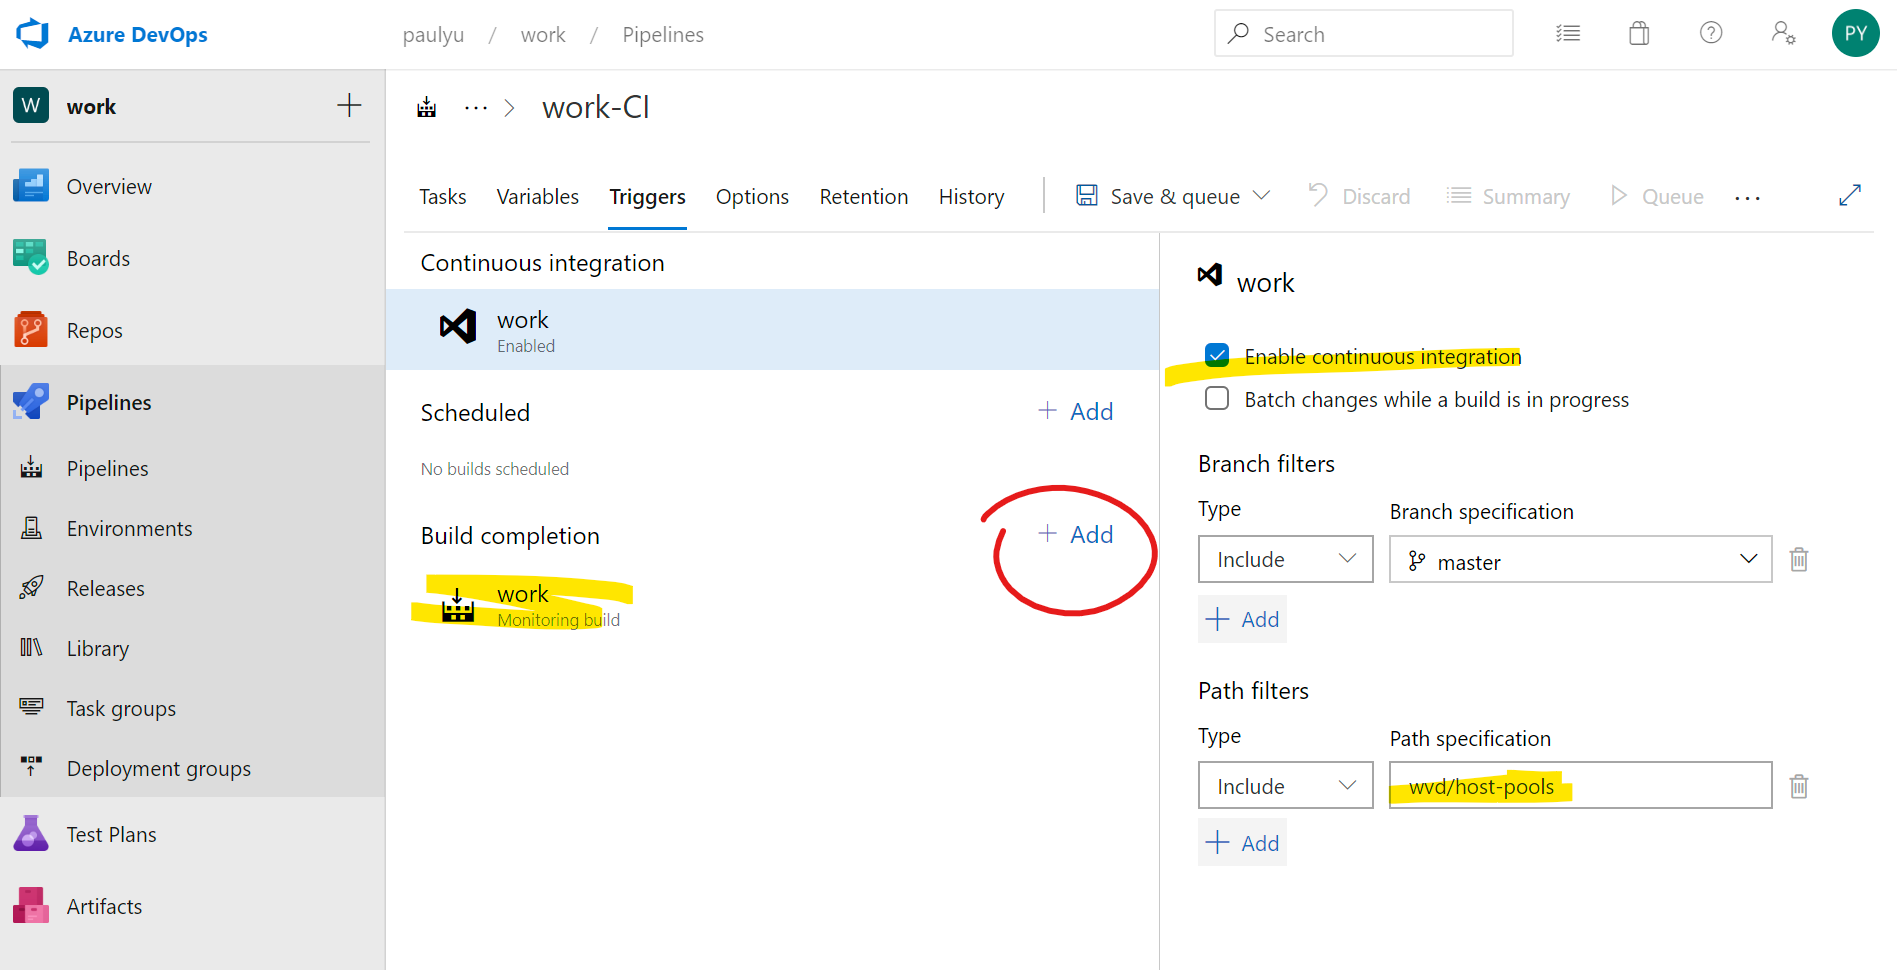 Azure DevOps
paulyu / work / Pipelines
Search
PY
W work
Overview
Boards
Repos
Pipelines
Pipelines
Environments
Releases
Library
Task groups
Deployment groups
Test Plans
Artifacts
··· > work-CI
Tasks Variables Triggers Options Retention History Save & queue Discard Summary Queue ...
Continuous integration
work
Enabled
Scheduled + Add
No builds scheduled
Build completion + Add
work
Monitoring build
work
Enable continuous integration
Batch changes while a build is in progress
Branch filters
Type Branch specification
Include master
+ Add
Path filters
Type Path specification
Include wvd/host-pools
+ Add